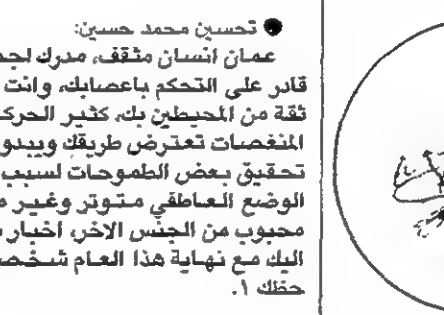 ● تحسين محمد حسين:
عمان انسان مثقف، مدرك لجم
قادر على التحكم باعصابك، وانت
ثقة من المحيطين بك، كثير الحرك
المنغصات تعترض طريقك ويبدو
تحقيق بعض الطموحات لسبب
الوضع العاطفي متوتر وغير م
محبوب من الجنس الاخر، اخبار س
اليك مع نهاية هذا العام شخص
حظك ١.